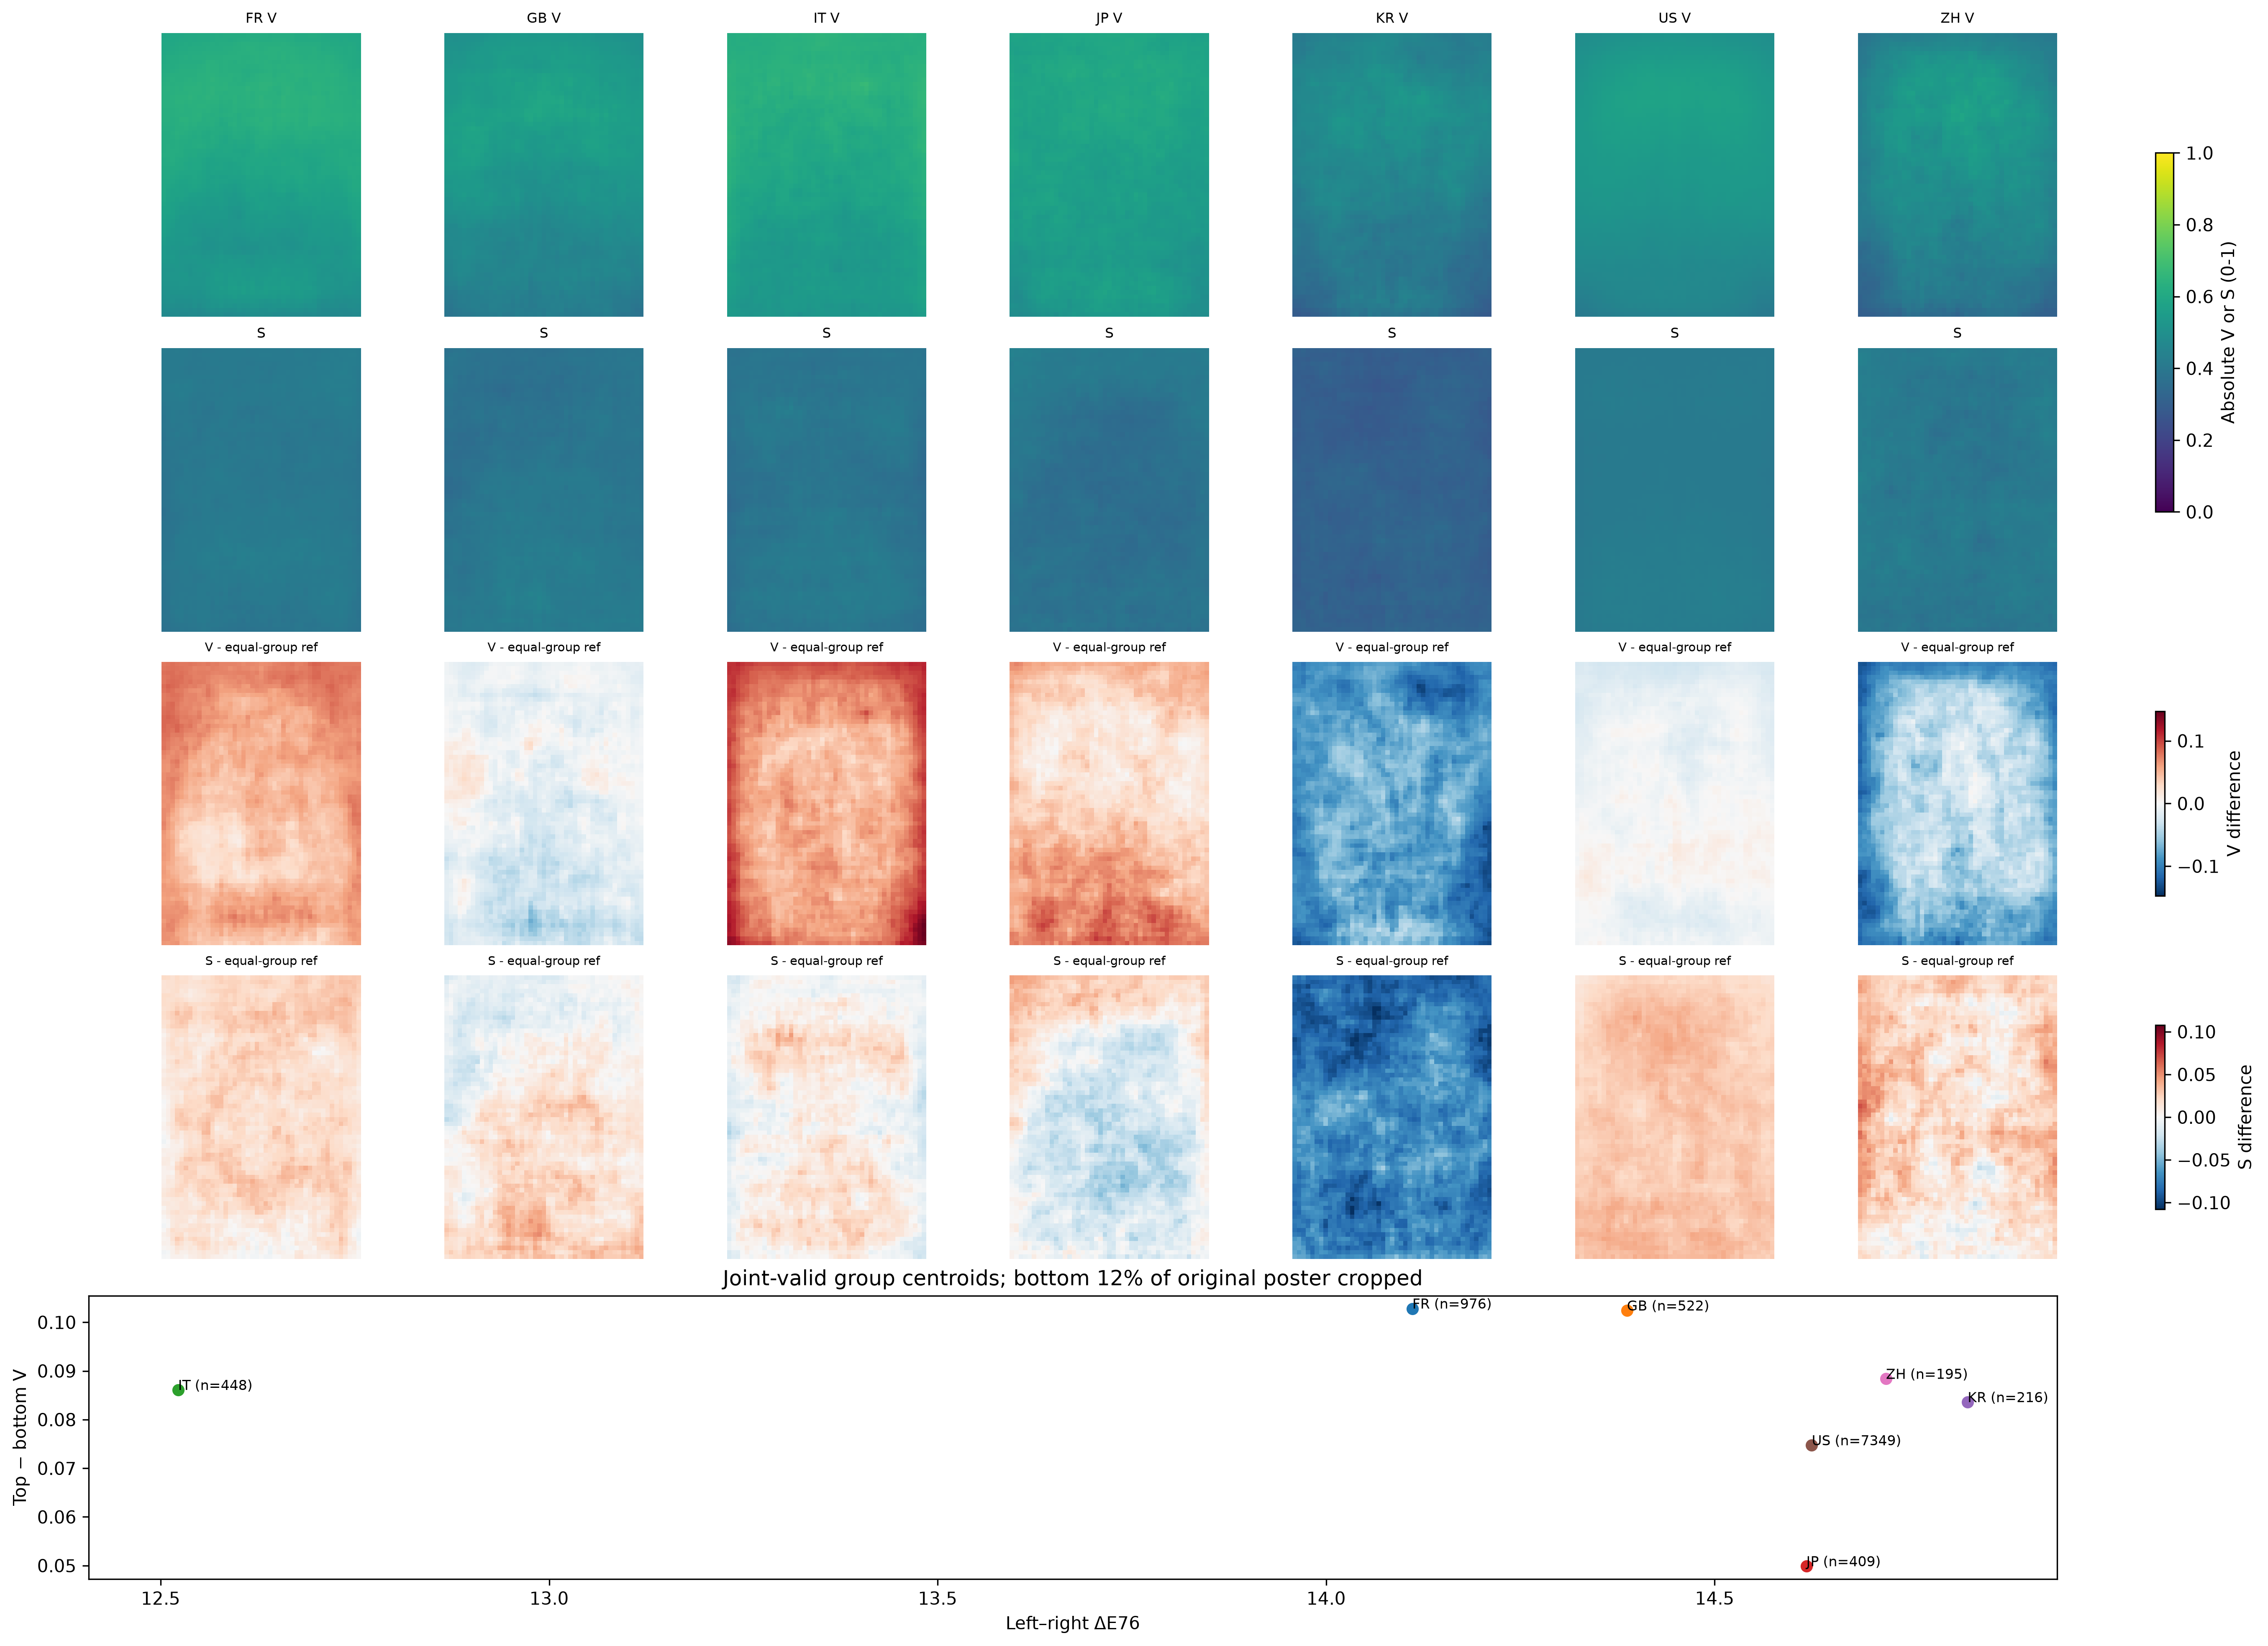 FR V
GB V
IT V
JP V
KR V
US V
ZH V
S
S
S
S
S
S
S
1.0
0.8
0.6
0.4
0.2
0.0
Absolute V or S (0-1)
V - equal-group ref
V - equal-group ref
V - equal-group ref
V - equal-group ref
V - equal-group ref
V - equal-group ref
V - equal-group ref
0.1
0.0
−0.1
V difference
S - equal-group ref
S - equal-group ref
S - equal-group ref
S - equal-group ref
S - equal-group ref
S - equal-group ref
S - equal-group ref
0.10
0.05
0.00
−0.05
−0.10
S difference
Joint-valid group centroids; bottom 12% of original poster cropped
Top − bottom V
0.10
0.09
0.08
0.07
0.06
0.05
FR (n=976)
GB (n=522)
IT (n=448)
ZH (n=195)
KR (n=216)
US (n=7349)
JP (n=409)
12.5
13.0
13.5
14.0
14.5
Left–right ΔE76